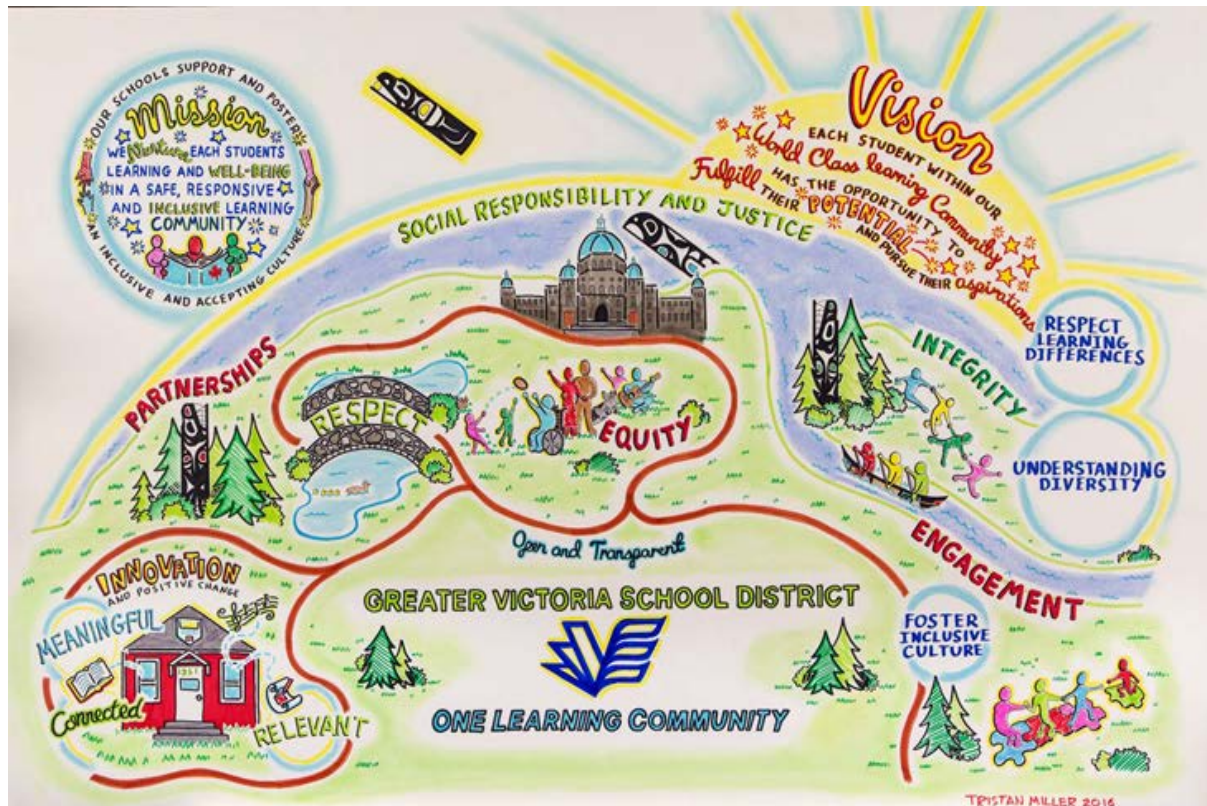 OUR SCHOOLS SUPPORT AND FOSTERS
AN INCLUSIVE AND ACCEPTING CULTURE
Mission
WE Nurture EACH STUDENTS
LEARNING AND WELL-BEING
IN A SAFE, RESPONSIVE
AND INCLUSIVE LEARNING
COMMUNITY
Vision
EACH STUDENT WITHIN OUR
World Class learning Community
HAS THE OPPORTUNITY TO
Fulfill THEIR POTENTIAL
AND PURSUE THEIR aspirations
SOCIAL RESPONSIBILITY AND JUSTICE
PARTNERSHIPS
RESPECT
EQUITY
INTEGRITY
RESPECT
LEARNING
DIFFERENCES
UNDERSTANDING
DIVERSITY
ENGAGEMENT
Open and Transparent
INNOVATION
AND POSITIVE CHANGE
MEANINGFUL
Connected
RELEVANT
GREATER VICTORIA SCHOOL DISTRICT
ONE LEARNING COMMUNITY
FOSTER
INCLUSIVE
CULTURE
TRISTAN MILLER 2016